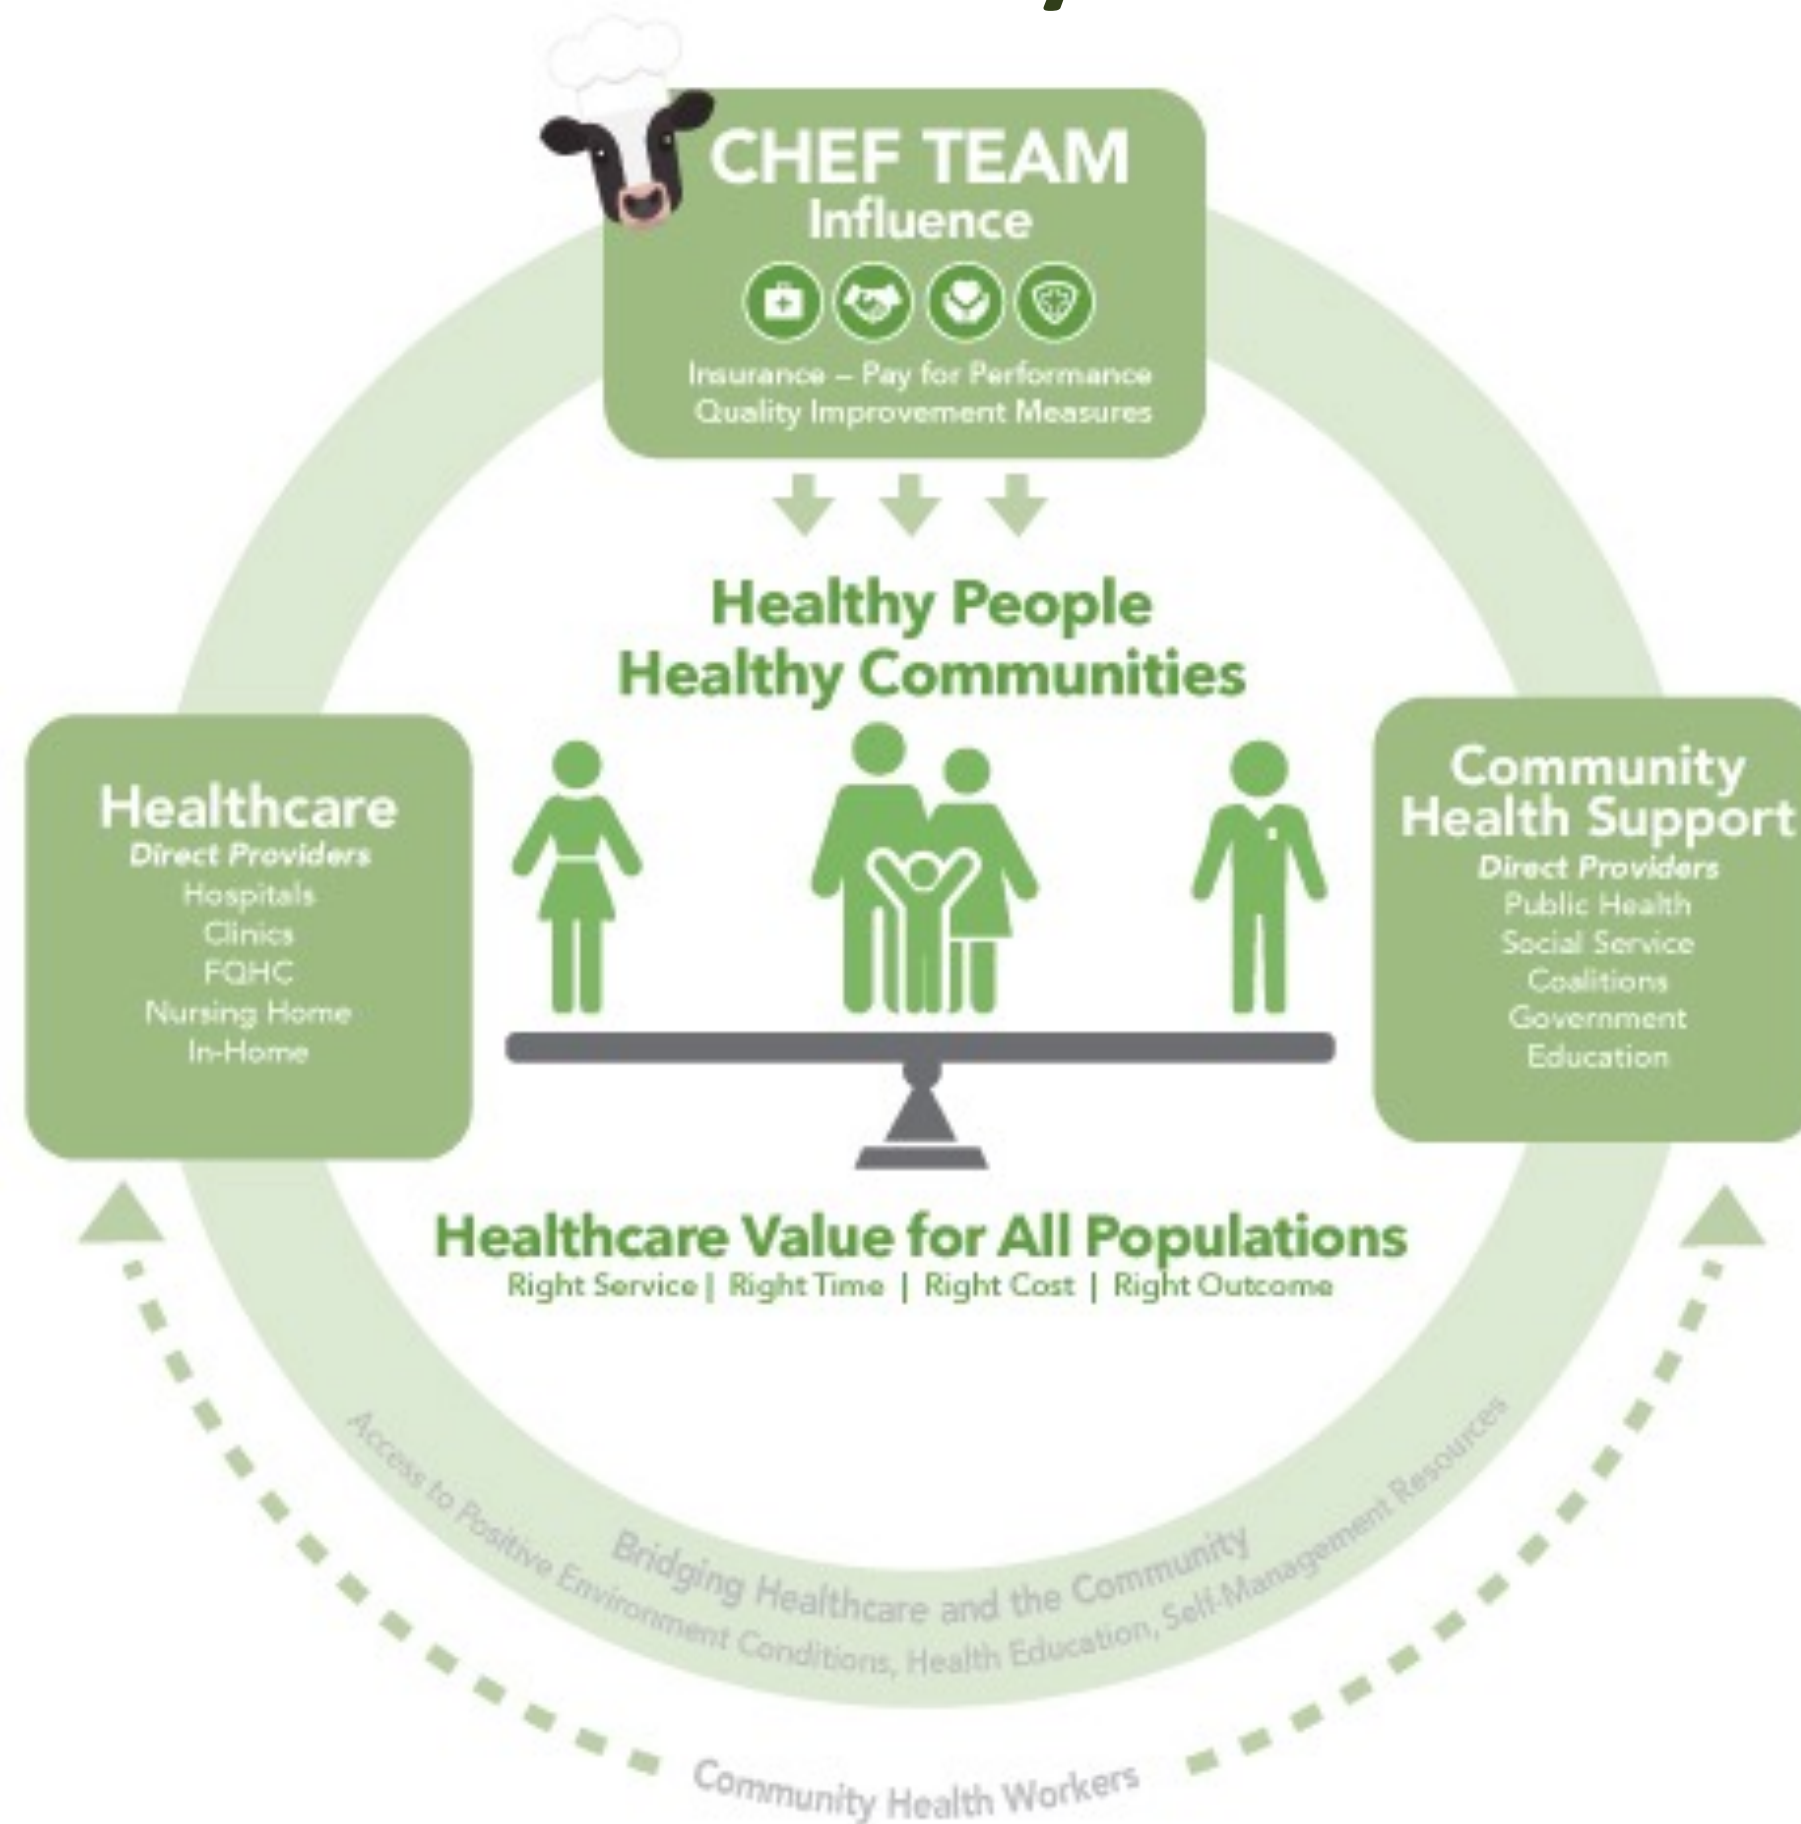 CHEF TEAM
Influence
Insurance – Pay for Performance
Quality Improvement Measures
Healthy People
Healthy Communities
Healthcare
Direct Providers
Hospitals
Clinics
FQHC
Nursing Home
In-Home
Community
Health Support
Direct Providers
Public Health
Social Service
Coalitions
Government
Education
Healthcare Value for All Populations
Right Service | Right Time | Right Cost | Right Outcome
Bridging Healthcare and the Community
Access to Positive Environment Conditions, Health Education, Self-Management Resources
Community Health Workers